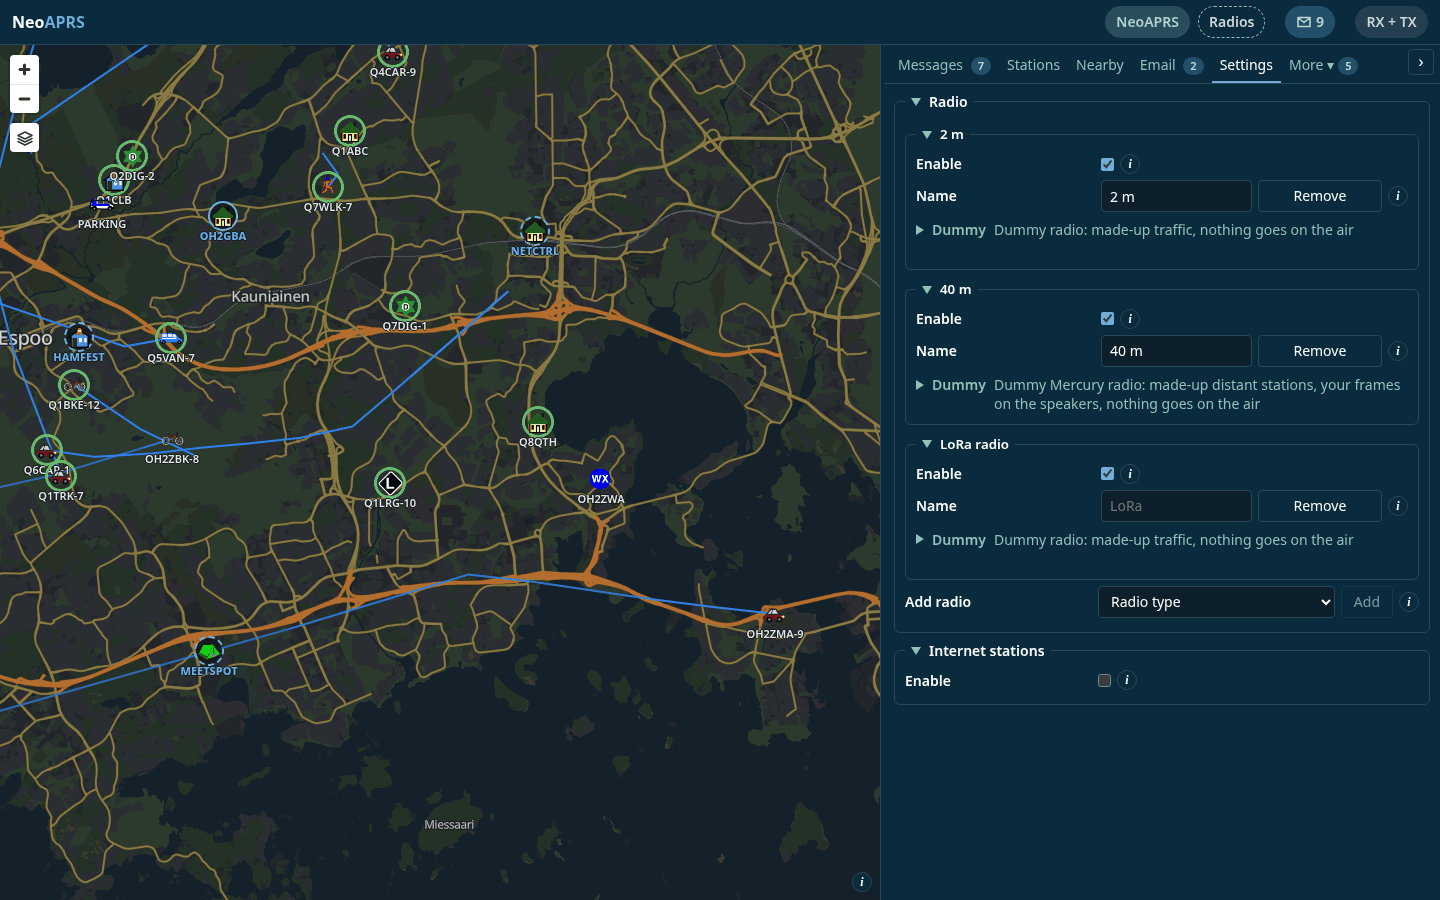 NeoAPRS
NeoAPRS
Radios
9
RX + TX
Messages 7
Stations
Nearby
Email 2
Settings
More ▾ 5
›
+
−
Q4CAR-9
Q1ABC
D
Q2DIG-2
Q1CLB
PARKING
Q7WLK-7
OH2GBA
NETCTRL
Kauniainen
D
Q7DIG-1
Espoo
HAMFEST
Q5VAN-7
Q1BKE-12
OH2ZBK-8
Q8QTH
Q6CAR-1
Q1TRK-7
L
Q1LRG-10
WX
OH2ZWA
OH2ZMA-9
MEETSPOT
Miessaari
i
Radio
2 m
Enable i
Name 2 m Remove i
Dummy Dummy radio: made-up traffic, nothing goes on the air
40 m
Enable i
Name 40 m Remove i
Dummy Dummy Mercury radio: made-up distant stations, your frames
on the speakers, nothing goes on the air
LoRa radio
Enable i
Name LoRa Remove i
Dummy Dummy radio: made-up traffic, nothing goes on the air
Add radio Radio type Add i
Internet stations
Enable i